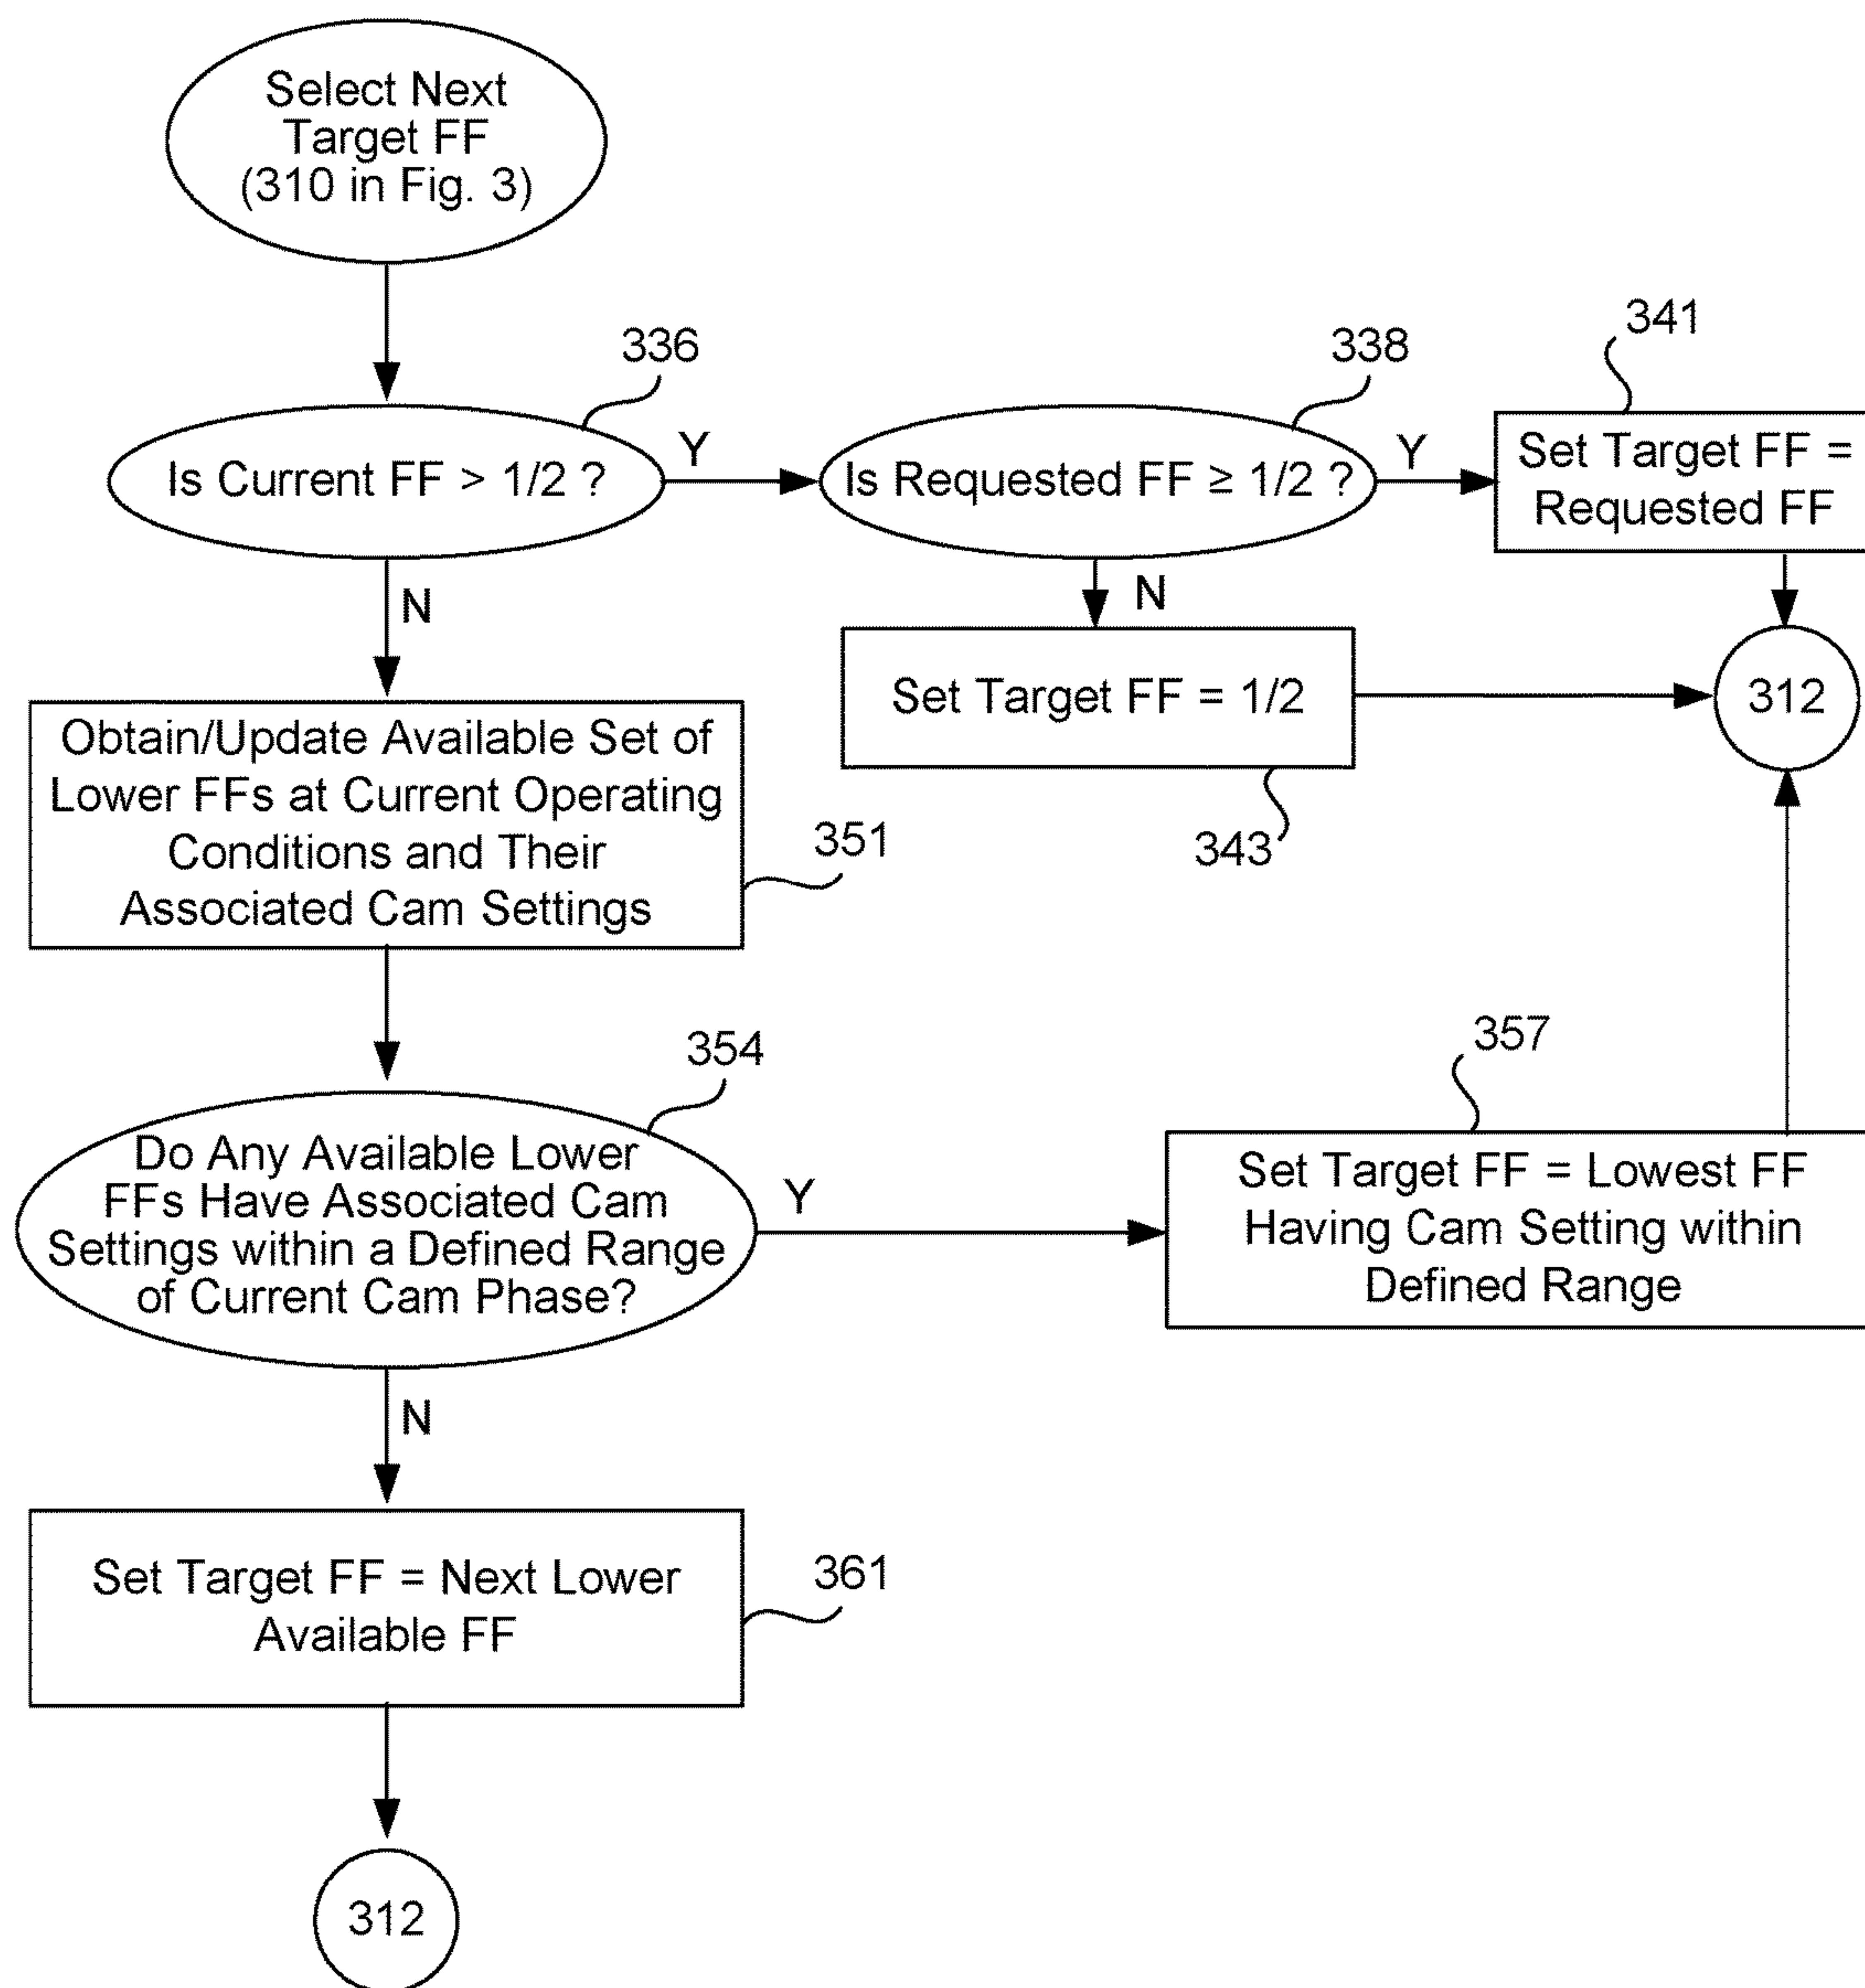 Select Next
Target FF
(310 in Fig. 3)
336
338
341
Is Current FF > 1/2 ?
Y
Is Requested FF ≥ 1/2 ?
Y
Set Target FF =
Requested FF
N
N
Set Target FF = 1/2
312
343
Obtain/Update Available Set of
Lower FFs at Current Operating
Conditions and Their
Associated Cam Settings
351
354
357
Do Any Available Lower
FFs Have Associated Cam
Settings within a Defined Range
of Current Cam Phase?
Y
Set Target FF = Lowest FF
Having Cam Setting within
Defined Range
N
Set Target FF = Next Lower
Available FF
361
312